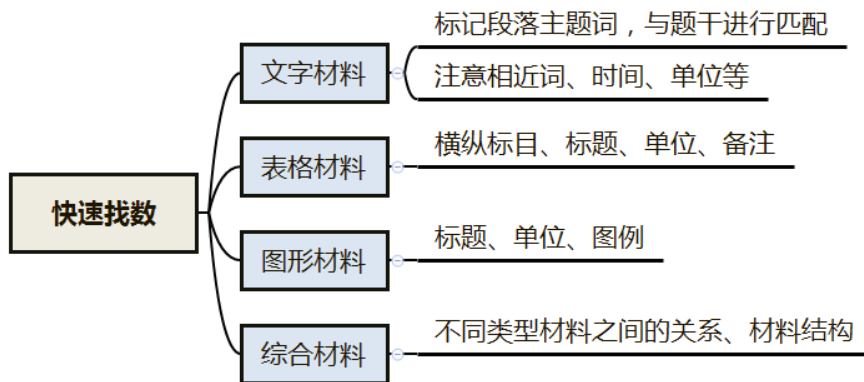 快速找数
文字材料
标记段落主题词，与题干进行匹配
注意相近词、时间、单位等
表格材料
横纵标目、标题、单位、备注
图形材料
标题、单位、图例
综合材料
不同类型材料之间的关系、材料结构